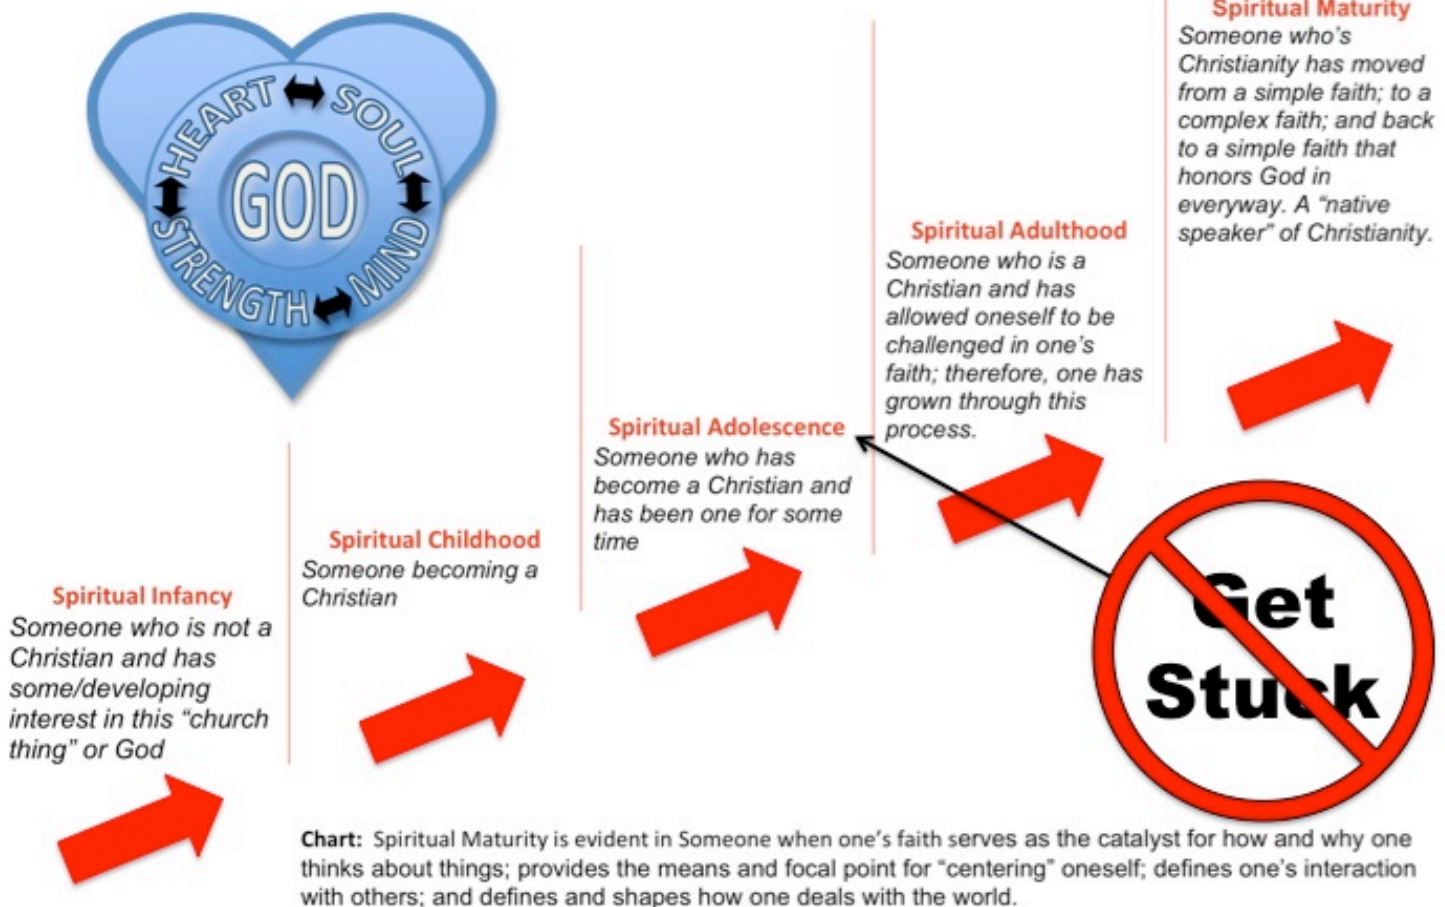 HEART
SOUL
GOD
STRENGTH
MIND
Spiritual Infancy
Someone who is not a
Christian and has
some/developing
interest in this “church
thing” or God
Spiritual Childhood
Someone becoming a
Christian
Spiritual Adolescence
Someone who has
become a Christian and
has been one for some
time
Spiritual Adulthood
Someone who is a
Christian and has
allowed oneself to be
challenged in one’s
faith; therefore, one has
grown through this
process.
Spiritual Maturity
Someone who’s
Christianity has moved
from a simple faith; to a
complex faith; and back
to a simple faith that
honors God in
everyway. A “native
speaker” of Christianity.
Get
Stuck
Chart: Spiritual Maturity is evident in Someone when one’s faith serves as the catalyst for how and why one
thinks about things; provides the means and focal point for “centering” oneself; defines one’s interaction
with others; and defines and shapes how one deals with the world.